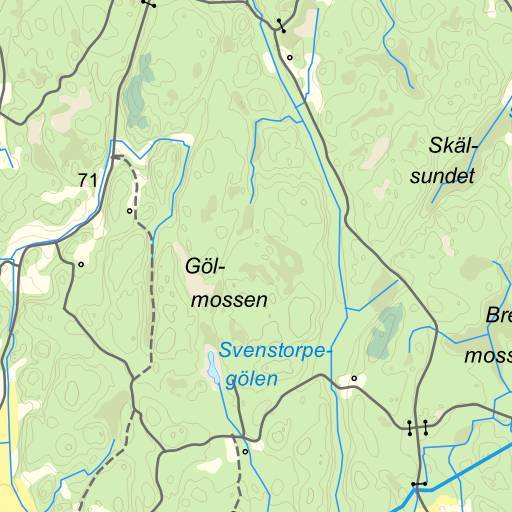 Skäl-
sundet
71
Göl-
mossen
Bre
moss
Svenstorpe-
gölen